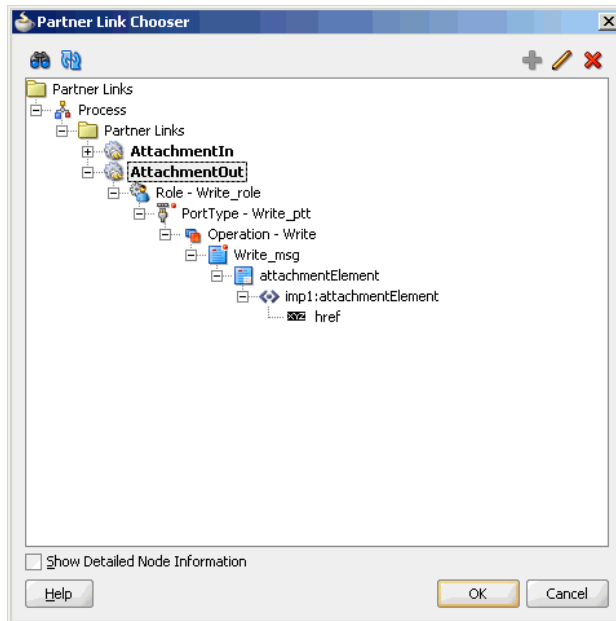 Partner Link Chooser
Partner Links
Process
Partner Links
AttachmentIn
AttachmentOut
Role - Write_role
PortType - Write_ptt
Operation - Write
Write_msg
attachmentElement
imp1:attachmentElement
XYZ href
Show Detailed Node Information
Help OK Cancel